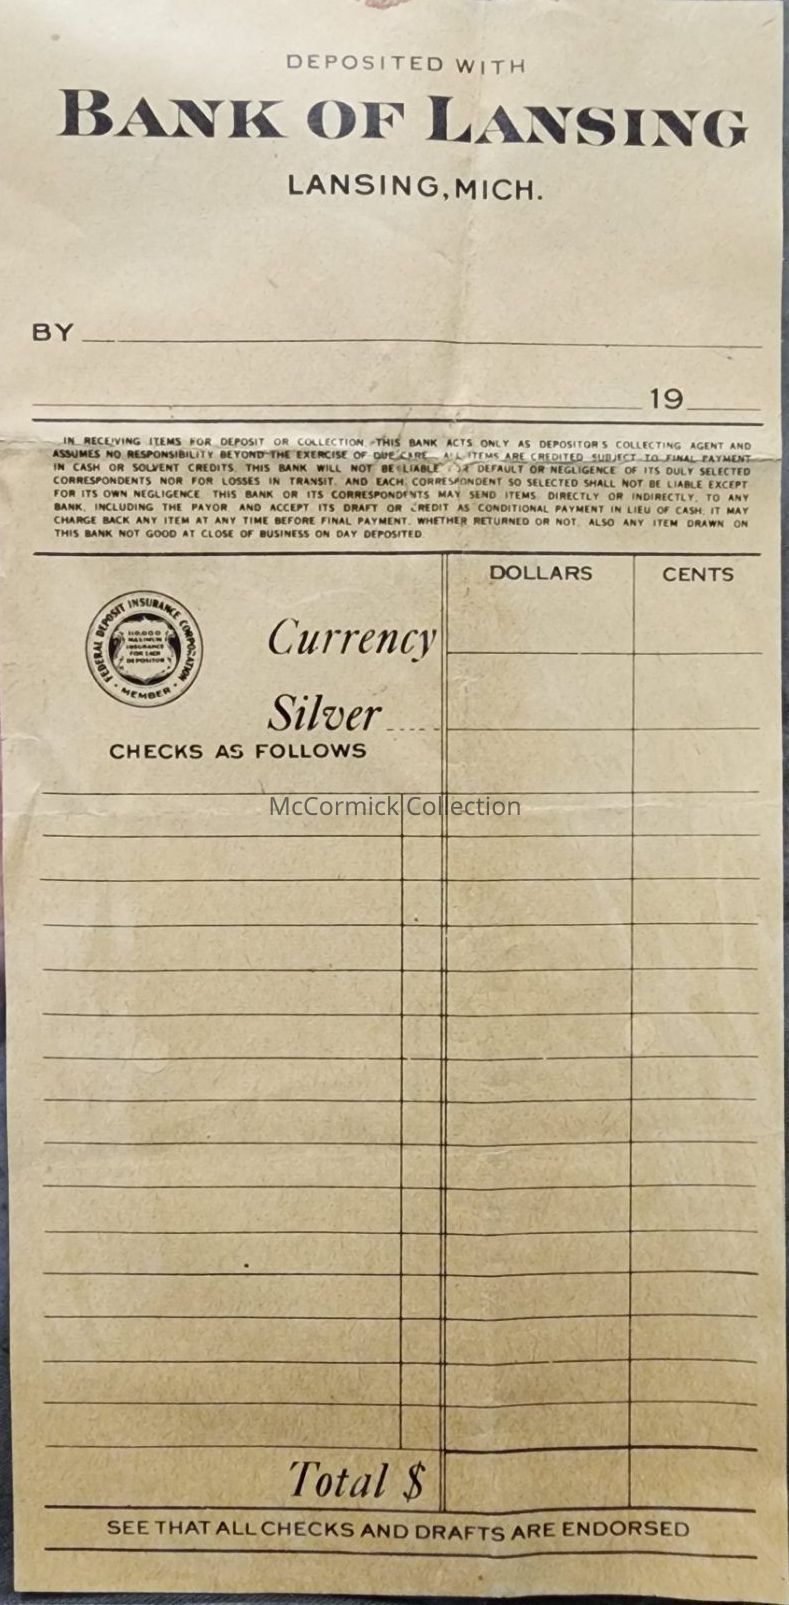 DEPOSITED WITH
BANK OF LANSING
LANSING, MICH.
BY
19
IN RECEIVING ITEMS FOR DEPOSIT OR COLLECTION THIS BANK ACTS ONLY AS DEPOSITOR'S COLLECTING AGENT AND
ASSUMES NO RESPONSIBILITY BEYOND THE EXERCISE OF DUE CARE. ALL ITEMS ARE CREDITED SUBJECT TO FINAL PAYMENT
IN CASH OR SOLVENT CREDITS. THIS BANK WILL NOT BE LIABLE FOR DEFAULT OR NEGLIGENCE OF ITS DULY SELECTED
CORRESPONDENTS NOR FOR LOSSES IN TRANSIT, AND EACH CORRESPONDENT SO SELECTED SHALL NOT BE LIABLE EXCEPT
FOR ITS OWN NEGLIGENCE. THIS BANK OR ITS CORRESPONDENTS MAY SEND ITEMS, DIRECTLY OR INDIRECTLY, TO ANY
BANK, INCLUDING THE PAYOR AND ACCEPT ITS DRAFT OR CREDIT AS CONDITIONAL PAYMENT IN LIEU OF CASH. IT MAY
CHARGE BACK ANY ITEM AT ANY TIME BEFORE FINAL PAYMENT, WHETHER RETURNED OR NOT, ALSO ANY ITEM DRAWN ON
THIS BANK NOT GOOD AT CLOSE OF BUSINESS ON DAY DEPOSITED.
DOLLARS CENTS
FEDERAL DEPOSIT INSURANCE CORPORATION
$10,000
MAXIMUM
INSURANCE
FOR EACH
DEPOSITOR
MEMBER
Currency
Silver
CHECKS AS FOLLOWS
McCormick Collection
Total $
SEE THAT ALL CHECKS AND DRAFTS ARE ENDORSED